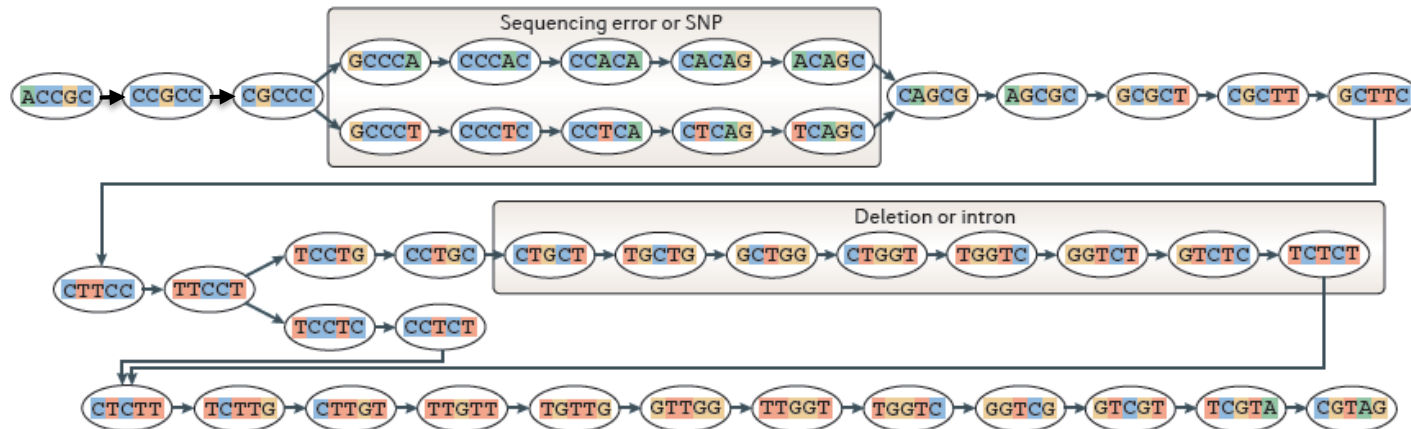 Sequencing error or SNP
GCCCA CCCAC CCACA CACAG ACAGC
ACCGC CCGCC CGCCC CAGCG AGCGC GCGCT CGCTT GCTTC
GCCCT CCCTC CCTCA CTCAG TCAGC
Deletion or intron
TCCTG CCTGC CTGCT TGCTG GCTGG CTGGT TGGTC GGTCT GTCTC TCTCT
CTTCC TTCCT
TCCTC CCTCT
CTCTT TCTTG CTTGT TTGTT TGTTG GTTGG TTGGT TGGTC GGTCG GTCGT TCGTA CGTAG